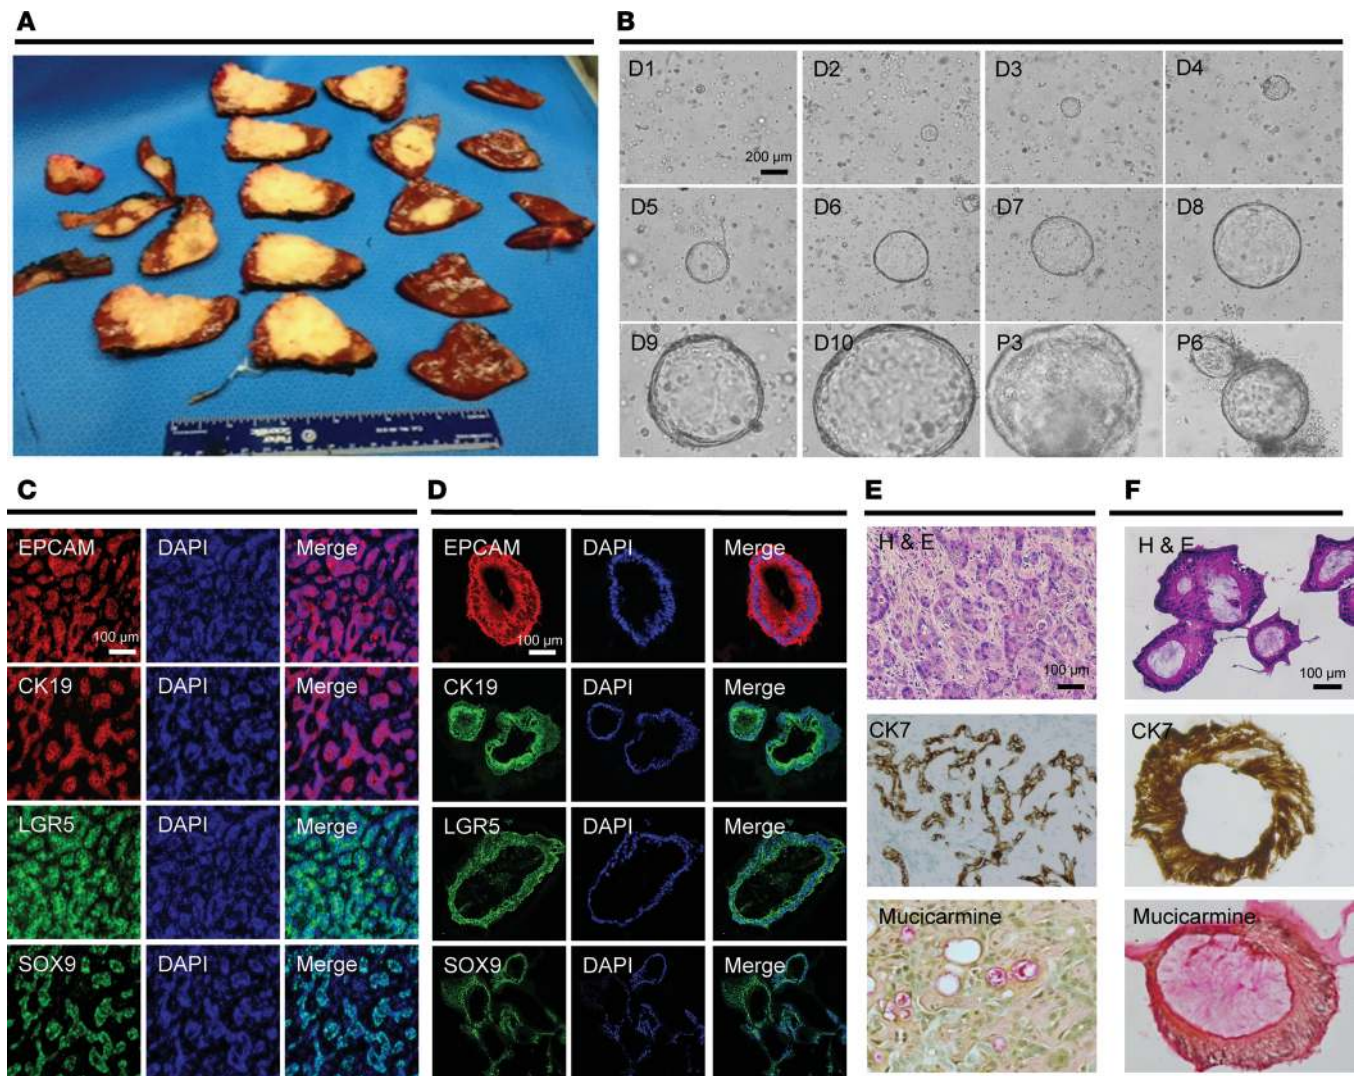 A
B
D1
D2
D3
D4
200 µm
D5
D6
D7
D8
D9
D10
P3
P6
Fisher
Scientific
C
D
E
F
EPCAM
DAPI
Merge
100 µm
EPCAM
DAPI
Merge
100 µm
H & E
100 µm
H & E
100 µm
CK19
DAPI
Merge
CK19
DAPI
Merge
CK7
CK7
LGR5
DAPI
Merge
LGR5
DAPI
Merge
Mucicarmine
Mucicarmine
SOX9
DAPI
Merge
SOX9
DAPI
Merge